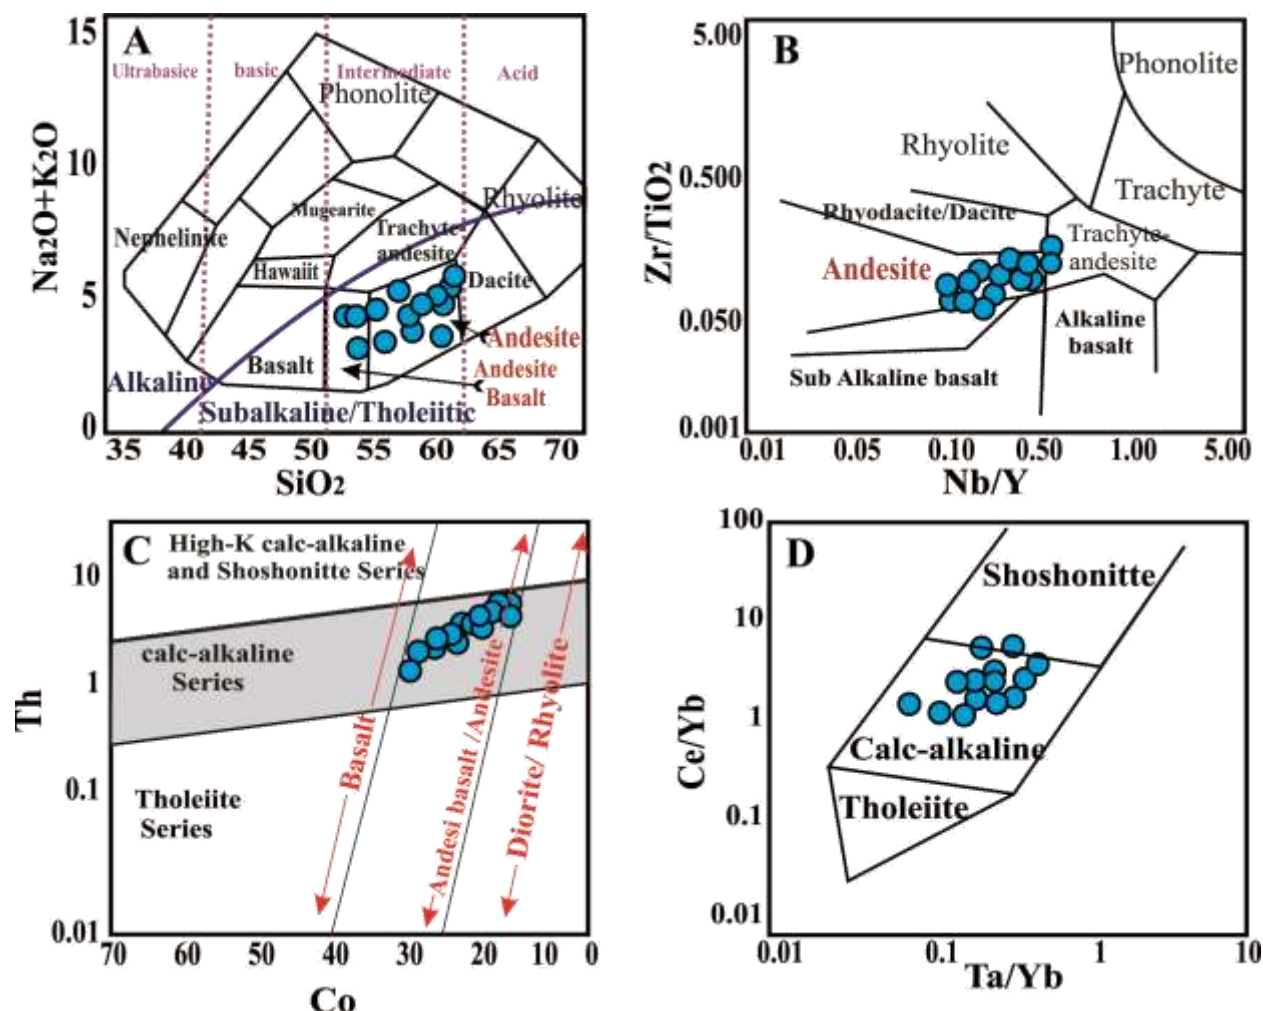 15
10
5
0
Na2O+K2O
A
Ultrabasice
basic
Intermadiate
Acid
Phonolite
Rhyolite
Mugearite
Nephelinite
Trachyte-
andesite
Hawaiit
Dacite
Basalt
Andesite
Andesite
Basalt
Alkaline
Subalkaline/Tholeiitic
35 40 45 50 55 60 65 70
SiO2
5.00
0.500
0.050
0.001
Zr/TiO2
B
Phonolite
Rhyolite
Trachyte
Rhyodacite/Dacite
Trachyte-
andesite
Andesite
Alkaline
basalt
Sub Alkaline basalt
0.01 0.05 0.10 0.50 1.00 5.00
Nb/Y
10
1
0.1
0.01
Th
C
High-K calc-alkaline
and Shoshonitte Series
calc-alkaline
Series
Tholeiite
Series
Basalt
Andesi basalt /Andesite
Diorite/ Rhyolite
70 60 50 40 30 20 10 0
Co
100
10
1
0.1
0.01
Ce/Yb
D
Shoshonitte
Calc-alkaline
Tholeiite
0.01 0.1 1 10
Ta/Yb